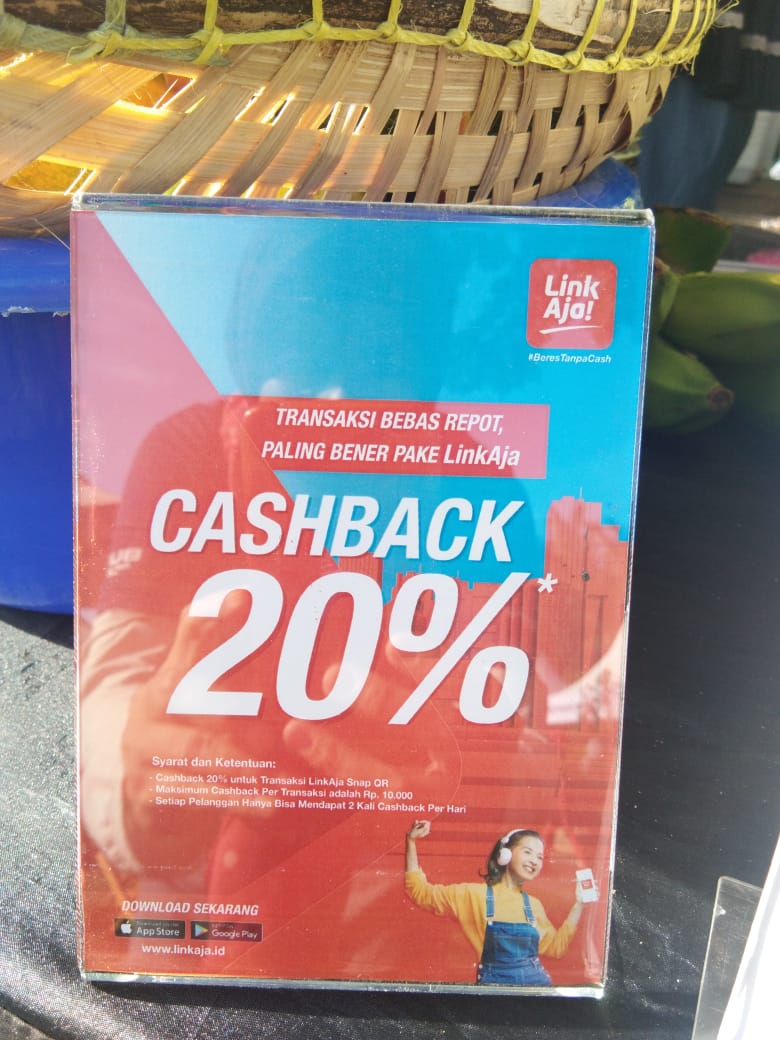 Link
Aja!
#BeresTanpaCash
TRANSAKSI BEBAS REPOT,
PALING BENER PAKE LinkAja
CASHBACK
20%*
Syarat dan Ketentuan:
- Cashback 20% untuk Transaksi LinkAja Snap QR
- Maksimum Cashback Per Transaksi adalah Rp. 10.000
- Setiap Pelanggan Hanya Bisa Mendapat 2 Kali Cashback Per Hari
DOWNLOAD SEKARANG
App Store
Google Play
www.linkaja.id